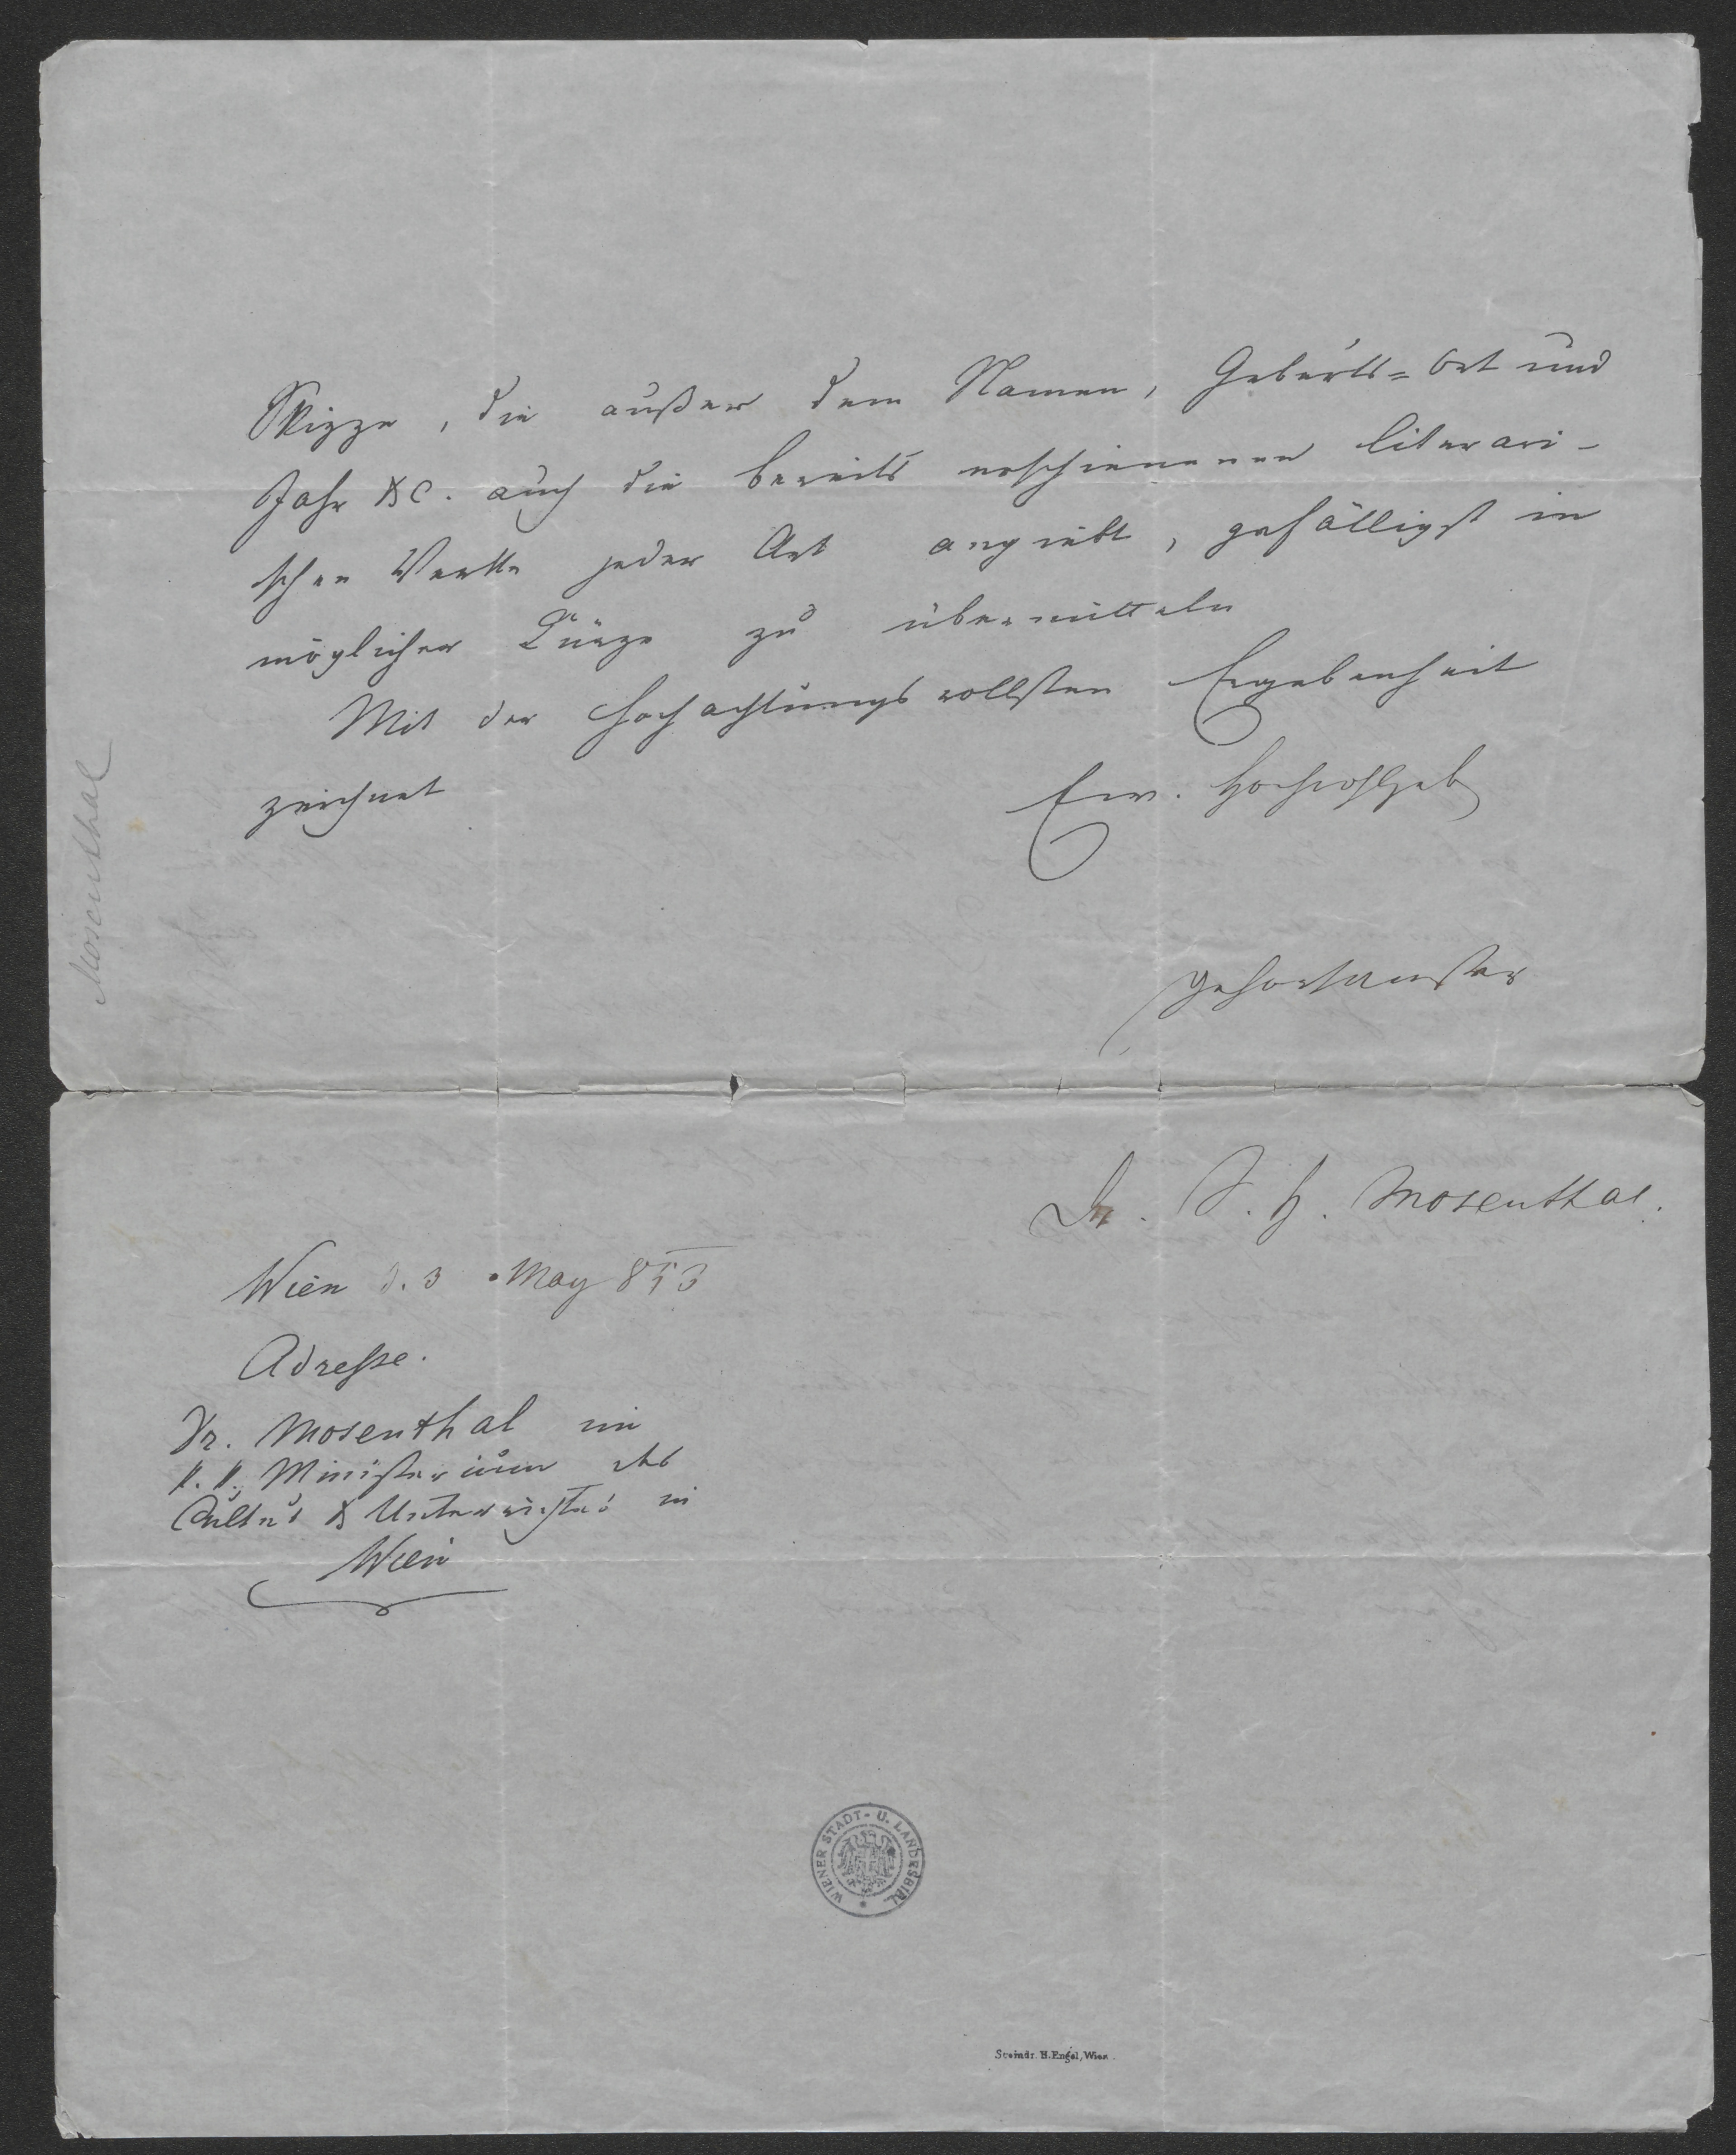 Skizze, die außer dem Namen, Geburts=Ort und
Jahr &c. auch die bereits erschienenen literari-
schen Werke jeder Art angiebt, gefälligst in
möglicher Kürze zu übermitteln
Mit der hochachtungsvollsten Ergebenheit
zeichnet
Ew. Hochwohlgeb
gehorsamster
Dr. S. H. Mosenthal.
Wien d. 3. May 853
Adresse.
Dr. Mosenthal im
k. k. Ministerium des
Cultus & Unterrichtes in
Wien
Mosenthal
WIENER STADT- U. LANDESBIBL.
Steindr. H. Engel, Wien.